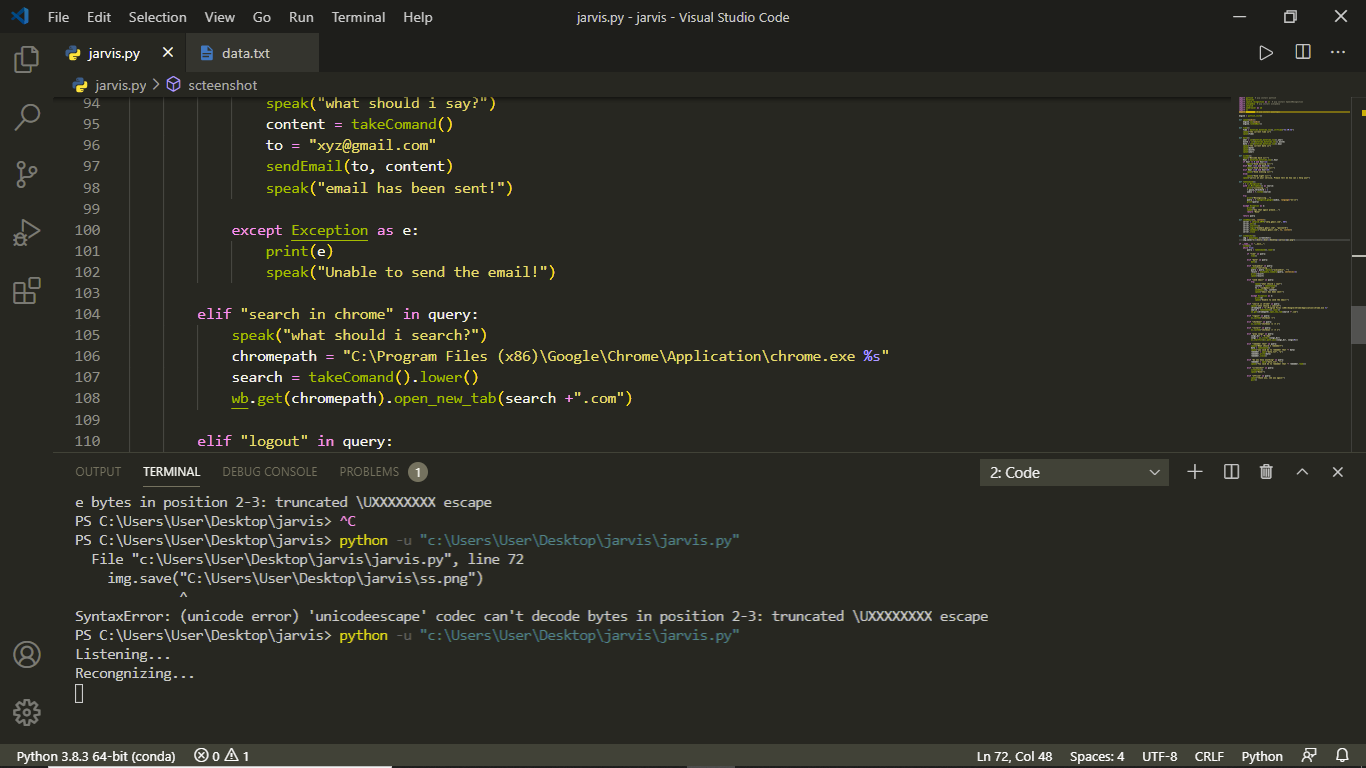 File Edit Selection View Go Run Terminal Help jarvis.py - jarvis - Visual Studio Code
jarvis.py data.txt
jarvis.py > scteenshot
94 speak("what should i say?")
95 content = takeComand()
96 to = "xyz@gmail.com"
97 sendEmail(to, content)
98 speak("email has been sent!")
99
100 except Exception as e:
101 print(e)
102 speak("Unable to send the email!")
103
104 elif "search in chrome" in query:
105 speak("what should i search?")
106 chromepath = "C:\Program Files (x86)\Google\Chrome\Application\chrome.exe %s"
107 search = takeComand().lower()
108 wb.get(chromepath).open_new_tab(search +".com")
109
110 elif "logout" in query:
OUTPUT TERMINAL DEBUG CONSOLE PROBLEMS 1 2: Code
e bytes in position 2-3: truncated \UXXXXXXXX escape
PS C:\Users\User\Desktop\jarvis> ^C
PS C:\Users\User\Desktop\jarvis> python -u "c:\Users\User\Desktop\jarvis\jarvis.py"
File "c:\Users\User\Desktop\jarvis\jarvis.py", line 72
img.save("C:\Users\User\Desktop\jarvis\ss.png")
^
SyntaxError: (unicode error) 'unicodeescape' codec can't decode bytes in position 2-3: truncated \UXXXXXXXX escape
PS C:\Users\User\Desktop\jarvis> python -u "c:\Users\User\Desktop\jarvis\jarvis.py"
Listening...
Recongnizing...
Python 3.8.3 64-bit (conda) 0 1 Ln 72, Col 48 Spaces: 4 UTF-8 CRLF Python